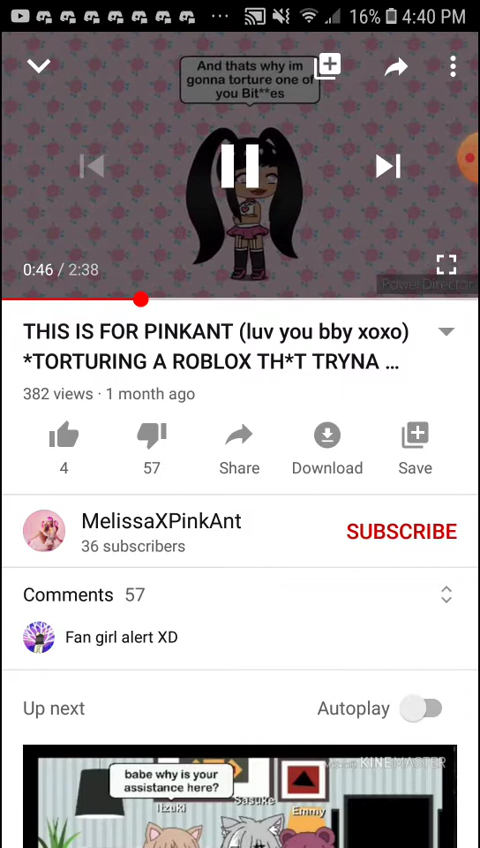 16% 4:40 PM
And thats why im
gonna torture one of
you Bit**es
0:46 / 2:38
PowerDirector
THIS IS FOR PINKANT (luv you bby xoxo)
*TORTURING A ROBLOX TH*T TRYNA ...
382 views · 1 month ago
4 57 Share Download Save
MelissaXPinkAnt
SUBSCRIBE
36 subscribers
Comments 57
Fan girl alert XD
Up next Autoplay
KINEMASTER
babe why is your
assistance here?
Iizuki Sasuke Emmy